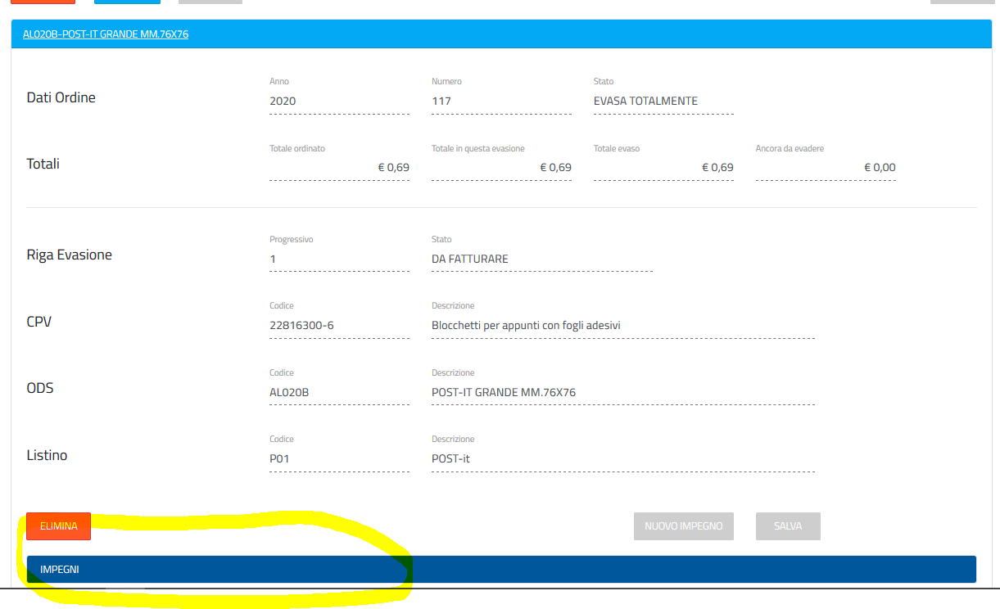 AL020B-POST-IT GRANDE MM.76X76
Anno Numero Stato
Dati Ordine 2020 117 EVASA TOTALMENTE
Totale ordinato Totale in questa evasione Totale evaso Ancora da evadere
Totali € 0,69 € 0,69 € 0,69 € 0,00
Progressivo Stato
Riga Evasione 1 DA FATTURARE
Codice Descrizione
CPV 22816300-6 Blocchetti per appunti con fogli adesivi
Codice Descrizione
ODS AL020B POST-IT GRANDE MM.76X76
Codice Descrizione
Listino P01 POST-it
ELIMINA NUOVO IMPEGNO SALVA
IMPEGNI